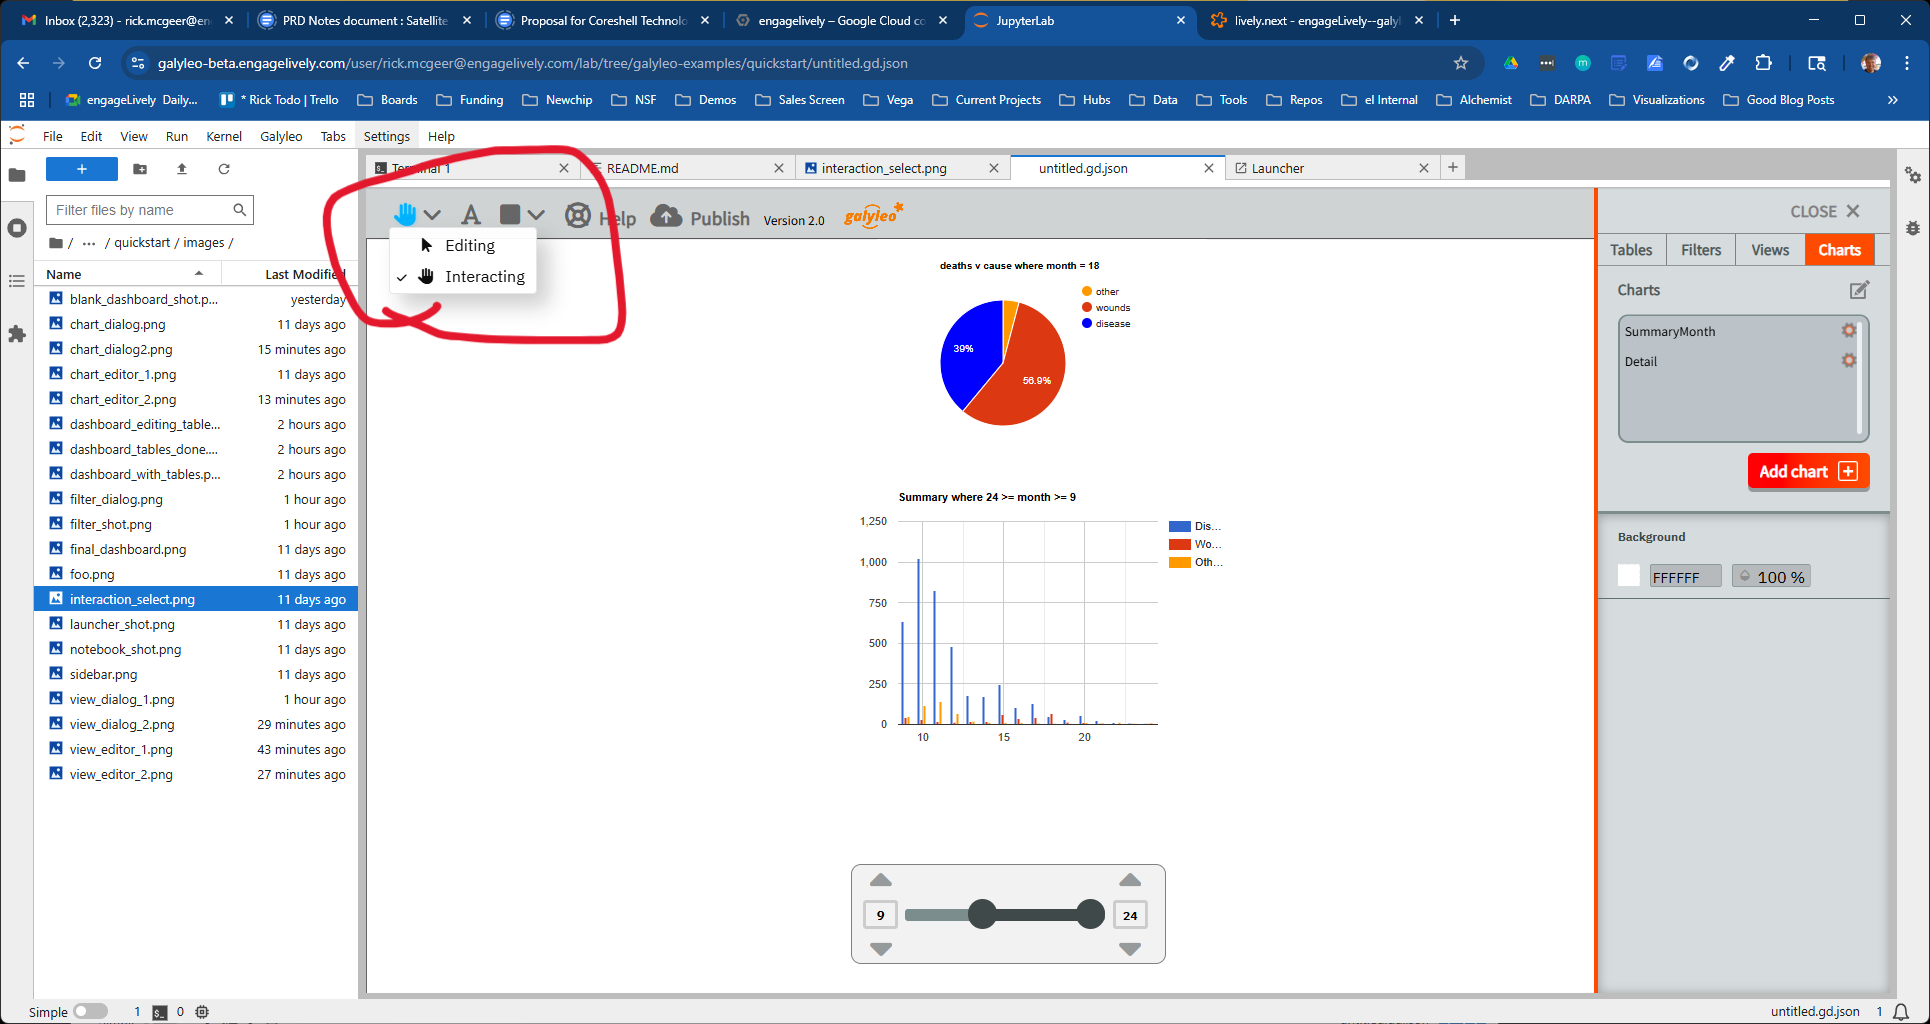 Inbox (2,323) - rick.mcgeer@en
PRD Notes document : Satellite
Proposal for Coreshell Technolo
engagelively – Google Cloud co
JupyterLab
lively.next - engageLively--galyl
galyleo-beta.engagelively.com/user/rick.mcgeer@engagelively.com/lab/tree/galyleo-examples/quickstart/untitled.gd.json
engageLively Daily... * Rick Todo | Trello Boards Funding Newchip NSF Demos Sales Screen Vega Current Projects Hubs Data Tools Repos el Internal Alchemist DARPA Visualizations Good Blog Posts »
File Edit View Run Kernel Galyleo Tabs Settings Help
Terminal 1
README.md
interaction_select.png
untitled.gd.json
Launcher
Filter files by name
/ ... / quickstart / images /
Name Last Modified
blank_dashboard_shot.p... yesterday
chart_dialog.png 11 days ago
chart_dialog2.png 15 minutes ago
chart_editor_1.png 11 days ago
chart_editor_2.png 13 minutes ago
dashboard_editing_table... 2 hours ago
dashboard_tables_done.... 2 hours ago
dashboard_with_tables.p... 2 hours ago
filter_dialog.png 1 hour ago
filter_shot.png 1 hour ago
final_dashboard.png 11 days ago
foo.png 11 days ago
interaction_select.png 11 days ago
launcher_shot.png 11 days ago
notebook_shot.png 11 days ago
sidebar.png 11 days ago
view_dialog_1.png 1 hour ago
view_dialog_2.png 29 minutes ago
view_editor_1.png 43 minutes ago
view_editor_2.png 27 minutes ago
A Help Publish Version 2.0 galyleo
Editing
Interacting
deaths v cause where month = 18
other
wounds
disease
39%
56.9%
Summary where 24 >= month >= 9
1,250
1,000
750
500
250
0
10 15 20
Dis...
Wo...
Oth...
9
24
CLOSE
Tables Filters Views Charts
Charts
SummaryMonth
Detail
Add chart
Background
FFFFFF 100 %
Simple 1 0
untitled.gd.json 1